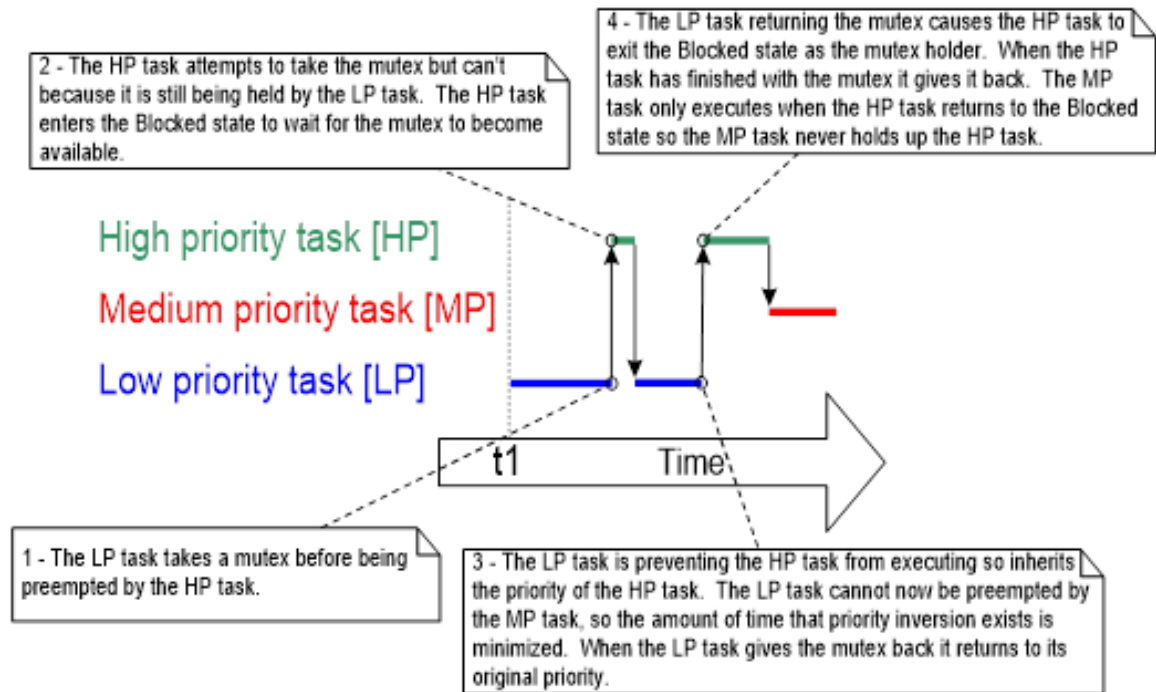 2 - The HP task attempts to take the mutex but can't
because it is still being held by the LP task.  The HP task
enters the Blocked state to wait for the mutex to become
available.
4 - The LP task returning the mutex causes the HP task to
exit the Blocked state as the mutex holder.  When the HP
task has finished with the mutex it gives it back.  The MP
task only executes when the HP task returns to the Blocked
state so the MP task never holds up the HP task.
High priority task [HP]
Medium priority task [MP]
Low priority task [LP]
t1
Time
1 - The LP task takes a mutex before being
preempted by the HP task.
3 - The LP task is preventing the HP task from executing so inherits
the priority of the HP task.  The LP task cannot now be preempted by
the MP task, so the amount of time that priority inversion exists is
minimized.  When the LP task gives the mutex back it returns to its
original priority.